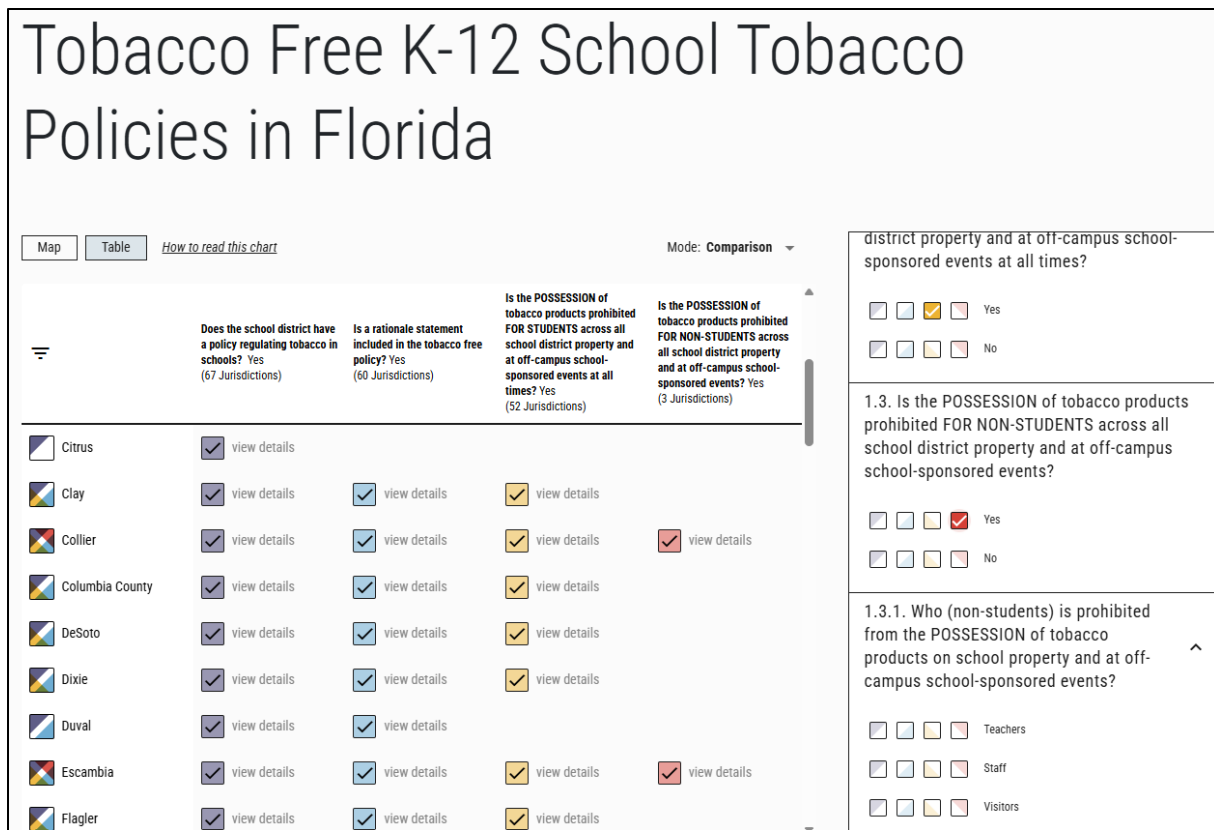 Tobacco Free K-12 School Tobacco
Policies in Florida
Map
Table
How to read this chart
Mode: Comparison
Does the school district have
a policy regulating tobacco in
schools? Yes
(67 Jurisdictions)
Is a rationale statement
included in the tobacco free
policy? Yes
(60 Jurisdictions)
Is the POSSESSION of
tobacco products prohibited
FOR STUDENTS across all
school district property and
at off-campus school-
sponsored events at all
times? Yes
(52 Jurisdictions)
Is the POSSESSION of
tobacco products prohibited
FOR NON-STUDENTS across
all school district property
and at off-campus school-
sponsored events? Yes
(3 Jurisdictions)
Citrus view details
Clay view details view details view details
Collier view details view details view details view details
Columbia County view details view details view details
DeSoto view details view details view details
Dixie view details view details view details
Duval view details view details
Escambia view details view details view details view details
Flagler view details view details view details
district property and at off-campus school-
sponsored events at all times?
Yes
No
1.3. Is the POSSESSION of tobacco products
prohibited FOR NON-STUDENTS across all
school district property and at off-campus
school-sponsored events?
Yes
No
1.3.1. Who (non-students) is prohibited
from the POSSESSION of tobacco
products on school property and at off-
campus school-sponsored events?
Teachers
Staff
Visitors